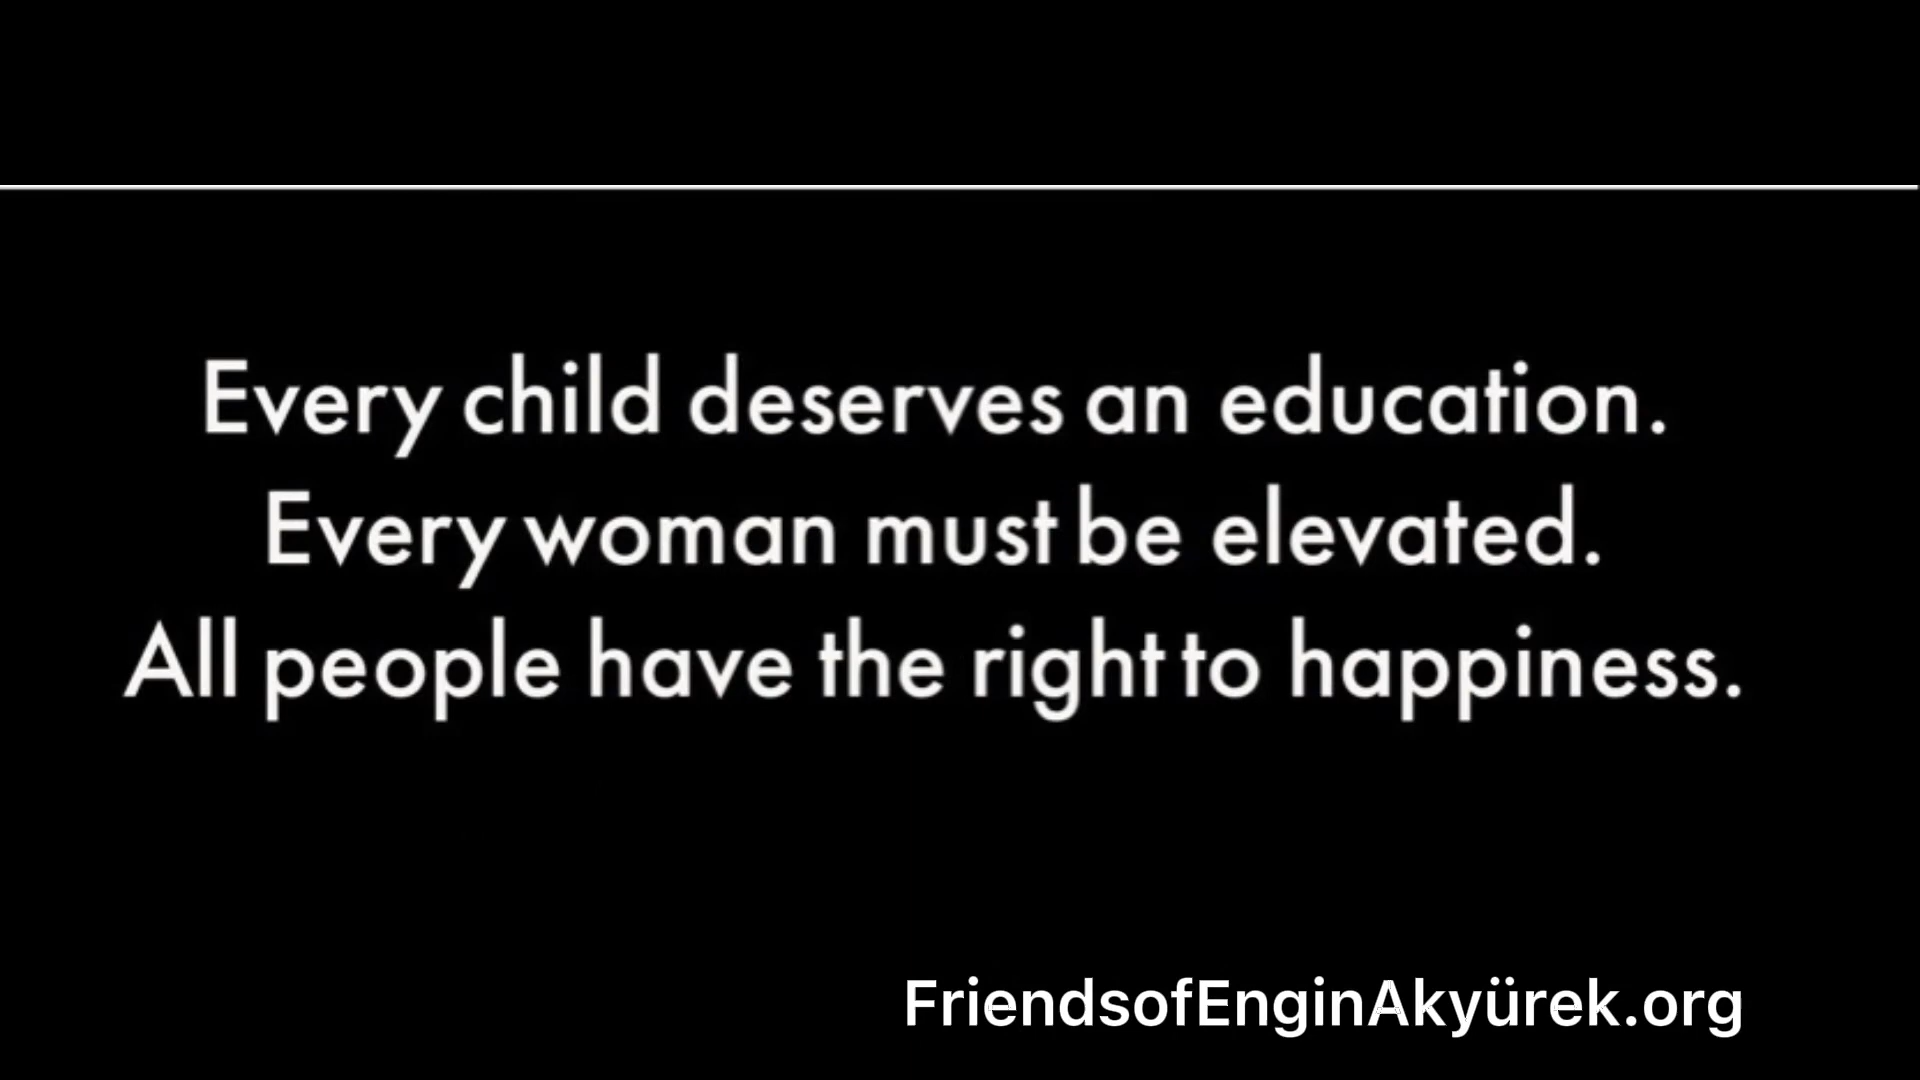 Every child deserves an education.
Every woman must be elevated.
All people have the right to happiness.
FriendsofEnginAkyürek.org